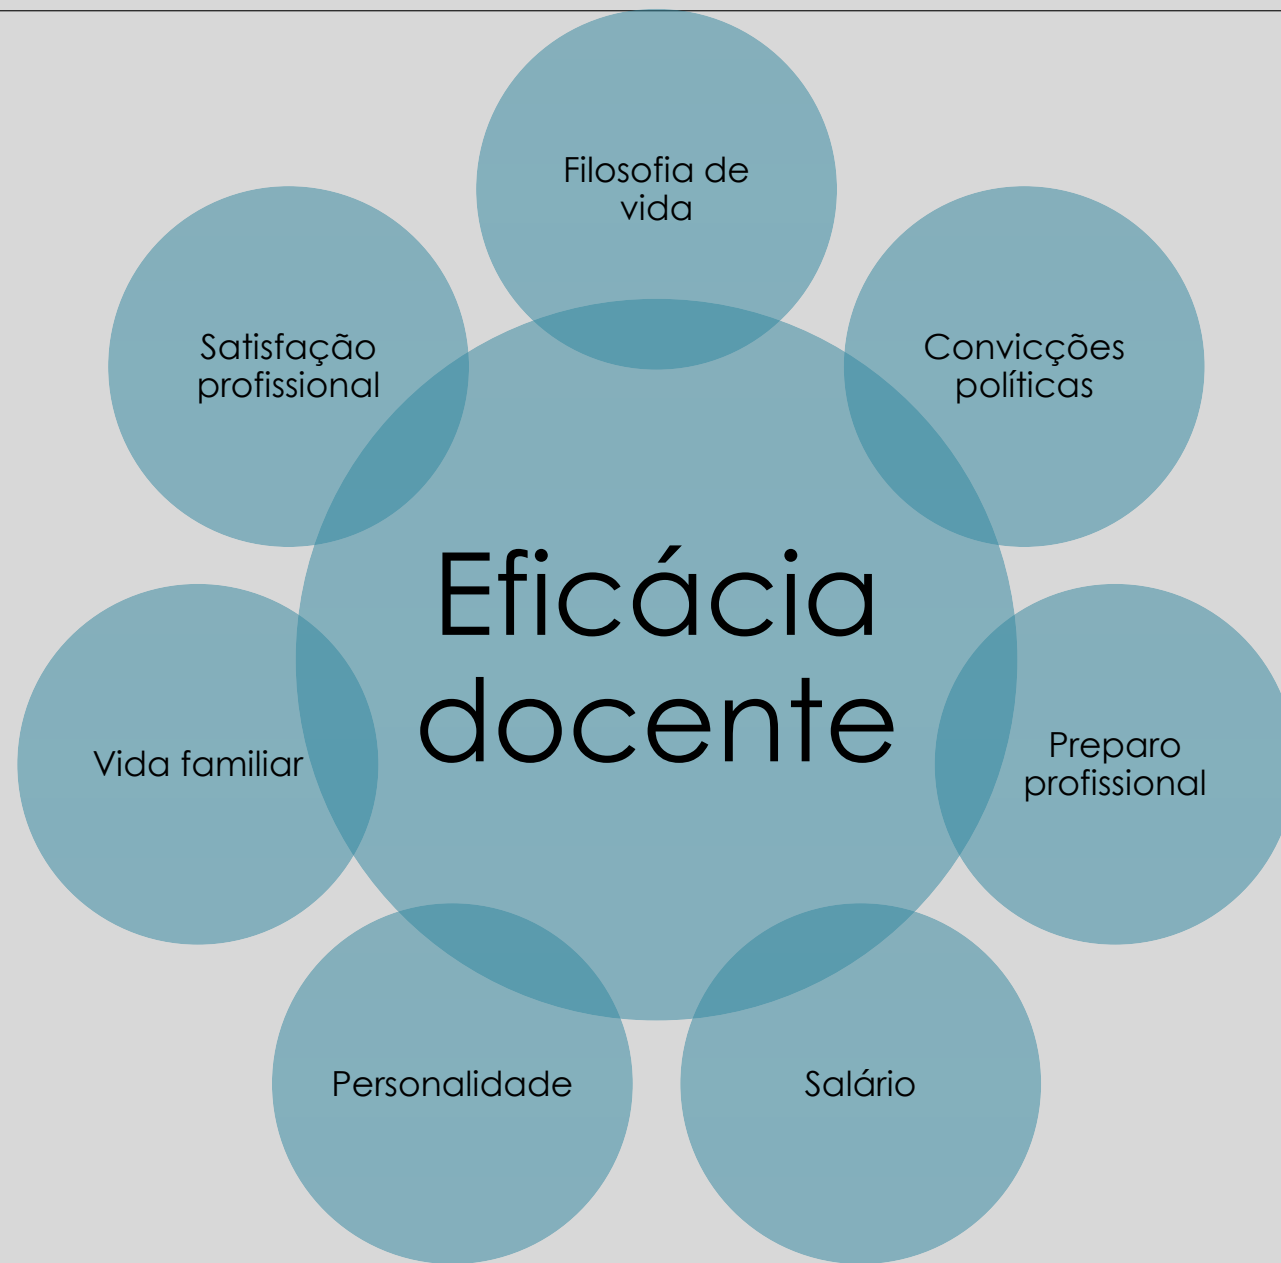 Filosofia de
vida
Satisfação
profissional
Convicções
políticas
Eficácia
docente
Vida familiar
Preparo
profissional
Personalidade
Salário